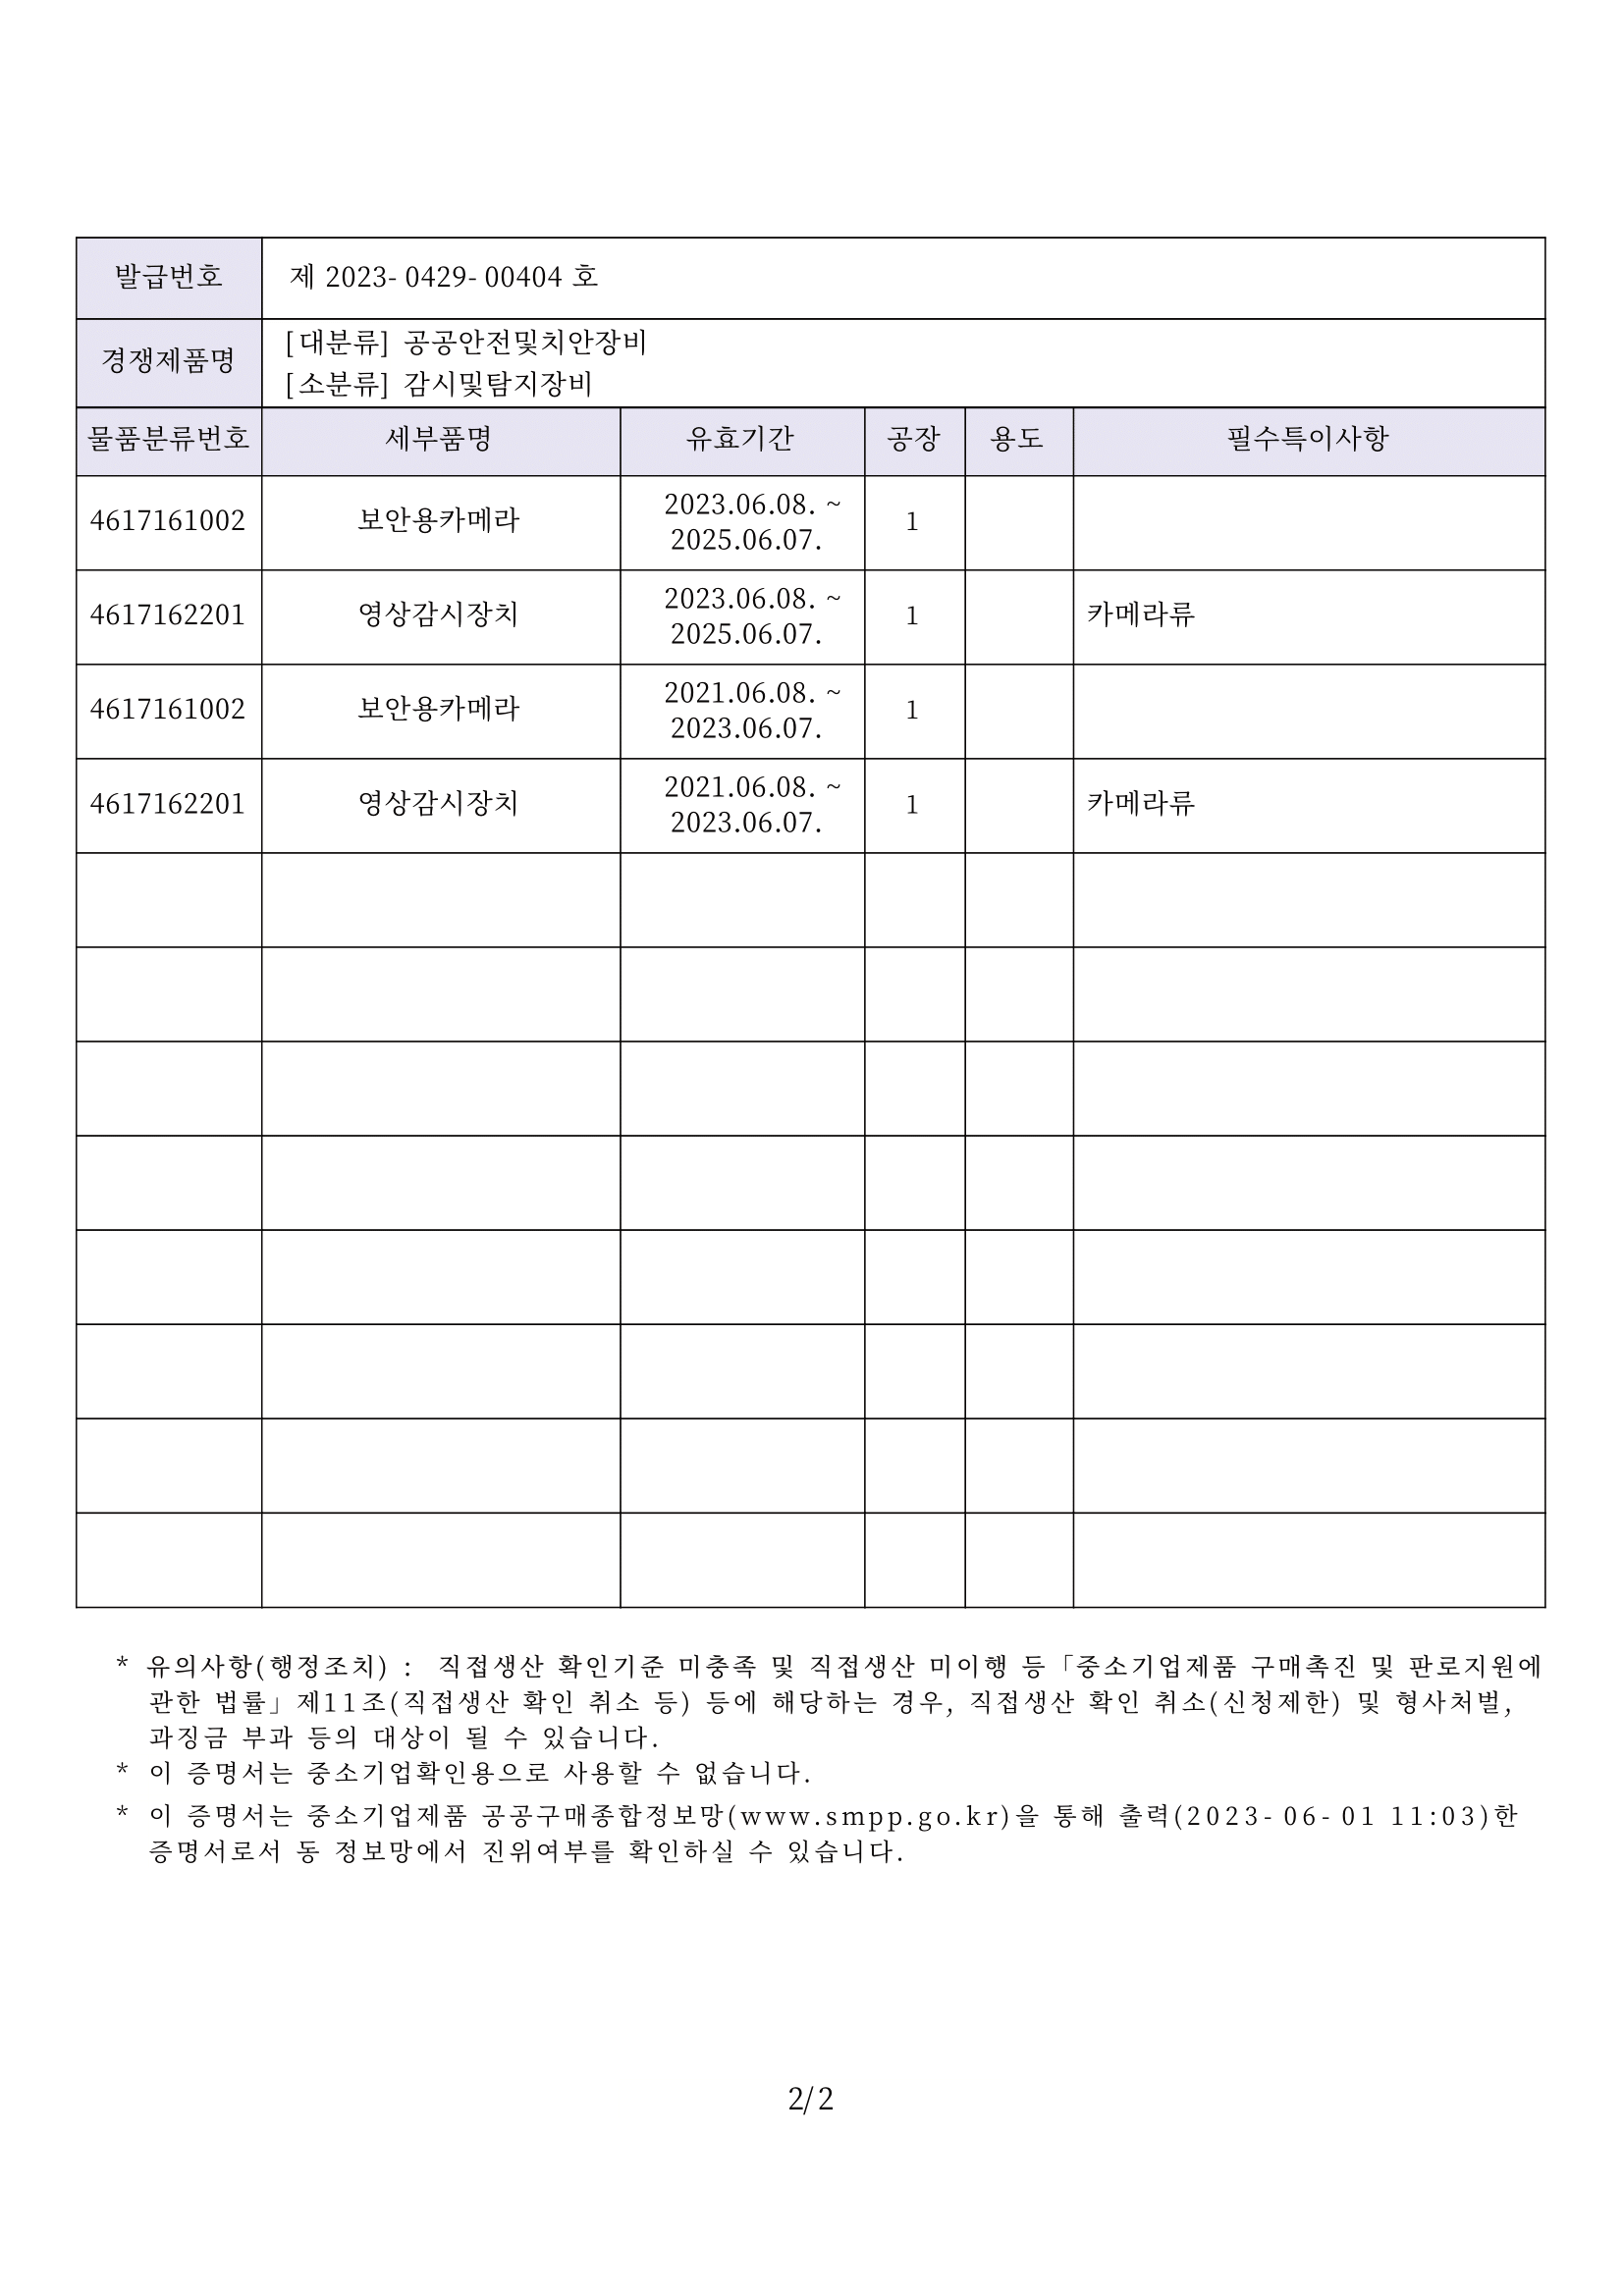 발급번호 제 2023-0429-00404 호
경쟁제품명 [대분류] 공공안전및치안장비
[소분류] 감시및탐지장비
물품분류번호 세부품명 유효기간 공장 용도 필수특이사항
4617161002 보안용카메라 2023.06.08. ~ 2025.06.07. 1
4617162201 영상감시장치 2023.06.08. ~ 2025.06.07. 1 카메라류
4617161002 보안용카메라 2021.06.08. ~ 2023.06.07. 1
4617162201 영상감시장치 2021.06.08. ~ 2023.06.07. 1 카메라류
* 유의사항(행정조치) : 직접생산 확인기준 미충족 및 직접생산 미이행 등「중소기업제품 구매촉진 및 판로지원에
관한 법률」제11조(직접생산 확인 취소 등) 등에 해당하는 경우, 직접생산 확인 취소(신청제한) 및 형사처벌,
과징금 부과 등의 대상이 될 수 있습니다.
* 이 증명서는 중소기업확인용으로 사용할 수 없습니다.
* 이 증명서는 중소기업제품 공공구매종합정보망(www.smpp.go.kr)을 통해 출력(2023-06-01 11:03)한
증명서로서 동 정보망에서 진위여부를 확인하실 수 있습니다.
2/2